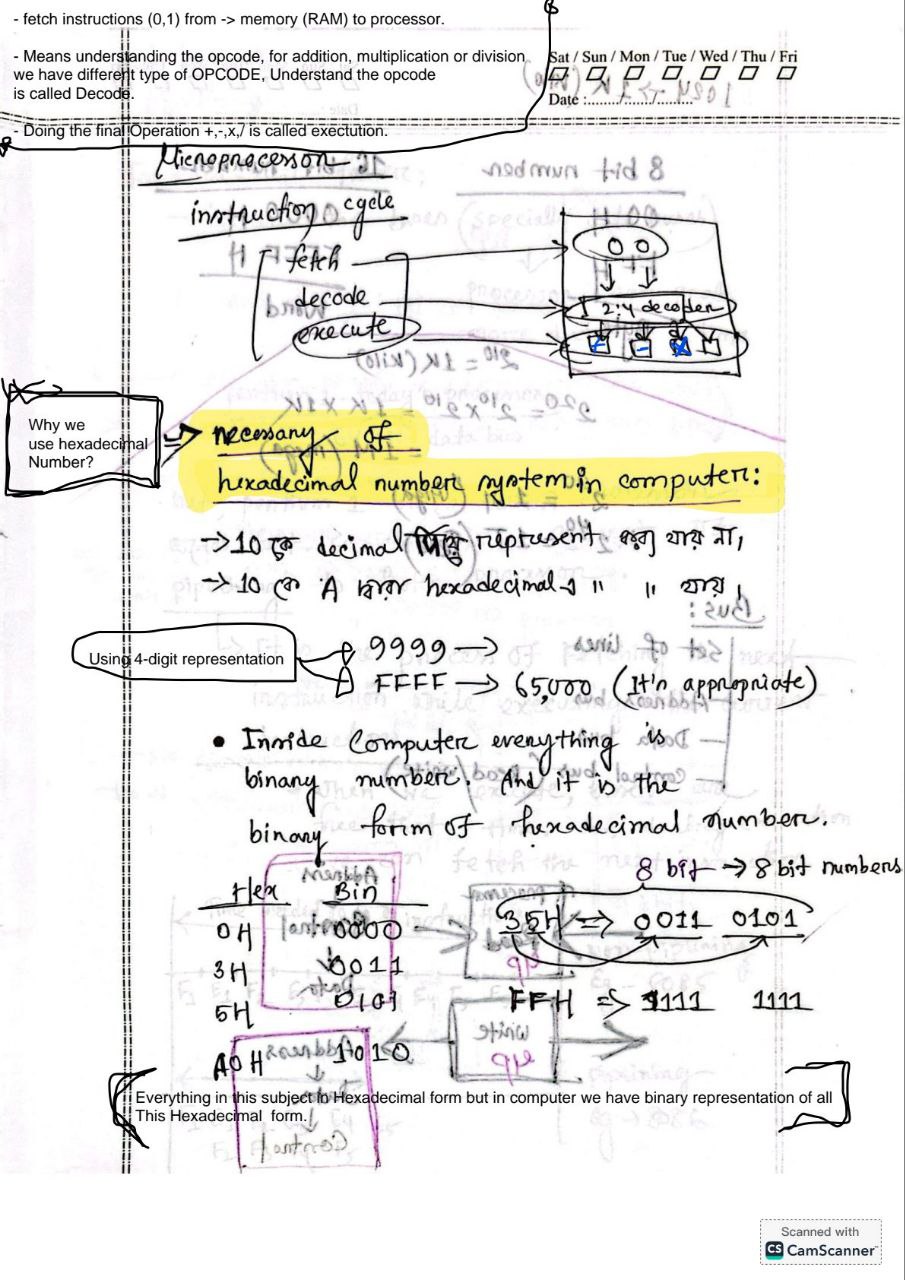 - fetch instructions (0,1) from -> memory (RAM) to processor.
- Means understanding the opcode, for addition, multiplication or division
we have different type of OPCODE, Understand the opcode
is called Decode.
- Doing the final Operation +,-,x,/ is called exectution.
Sat / Sun / Mon / Tue / Wed / Thu / Fri
Date :........./........./.........
Microprocessor
instruction cycle
fetch
decode
execute
0 0
2:4 decoder
Why we
use hexadecimal
Number?
necessary of
hexadecimal number system in computer:
→ 10 কে decimal দিয়ে represent করা যায় না,
→ 10 কে A দ্বারা hexadecimal এ " " যায়,
Using 4-digit representation
9999 →
FFFF → 65,000 (It's appropriate)
• Inside Computer everything is
binary number. And it is the
binary form of hexadecimal number.
8 bit → 8 bit numbers
Hex Bin
0H 0000
3H 0011
5H 0101
A0H 1010
35H => 0011 0101
FFH => 1111 1111
Everything in this subject In Hexadecimal form but in computer we have binary representation of all
This Hexadecimal form.
Scanned with
CS CamScanner